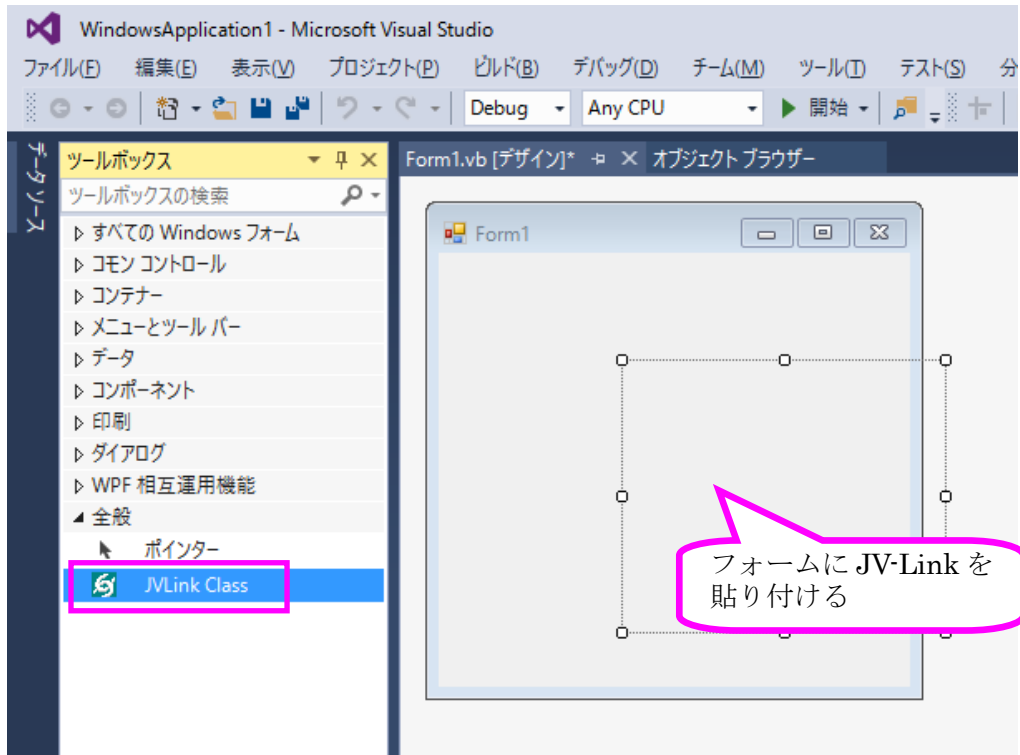 WindowsApplication1 - Microsoft Visual Studio
ファイル(F) 編集(E) 表示(V) プロジェクト(P) ビルド(B) デバッグ(D) チーム(M) ツール(T) テスト(S) 分
Debug Any CPU 開始
データ ソース
ツールボックス
Form1.vb [デザイン]* オブジェクト ブラウザー
ツールボックスの検索
すべての Windows フォーム
Form1
コモン コントロール
コンテナー
メニューとツール バー
データ
コンポーネント
印刷
ダイアログ
WPF 相互運用機能
全般
ポインター
JVLink Class
フォームに JV-Link を
貼り付ける